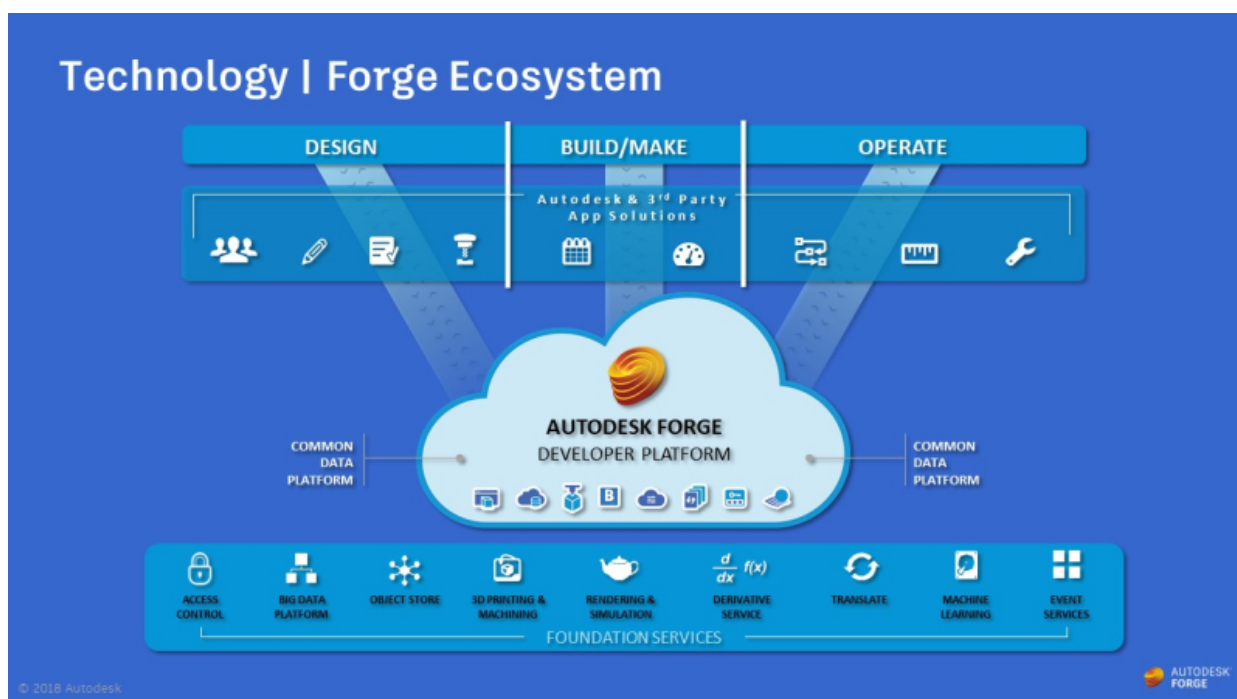 Technology | Forge Ecosystem
DESIGN
BUILD/MAKE
OPERATE
Autodesk & 3rd Party
App Solutions
AUTODESK FORGE
DEVELOPER PLATFORM
COMMON
DATA
PLATFORM
COMMON
DATA
PLATFORM
B
ACCESS
CONTROL
BIG DATA
PLATFORM
OBJECT STORE
3D PRINTING &
MACHINING
RENDERING &
SIMULATION
d
dx
f(x)
DERIVATIVE
SERVICE
TRANSLATE
MACHINE
LEARNING
EVENT
SERVICES
FOUNDATION SERVICES
© 2018 Autodesk
AUTODESK
FORGE